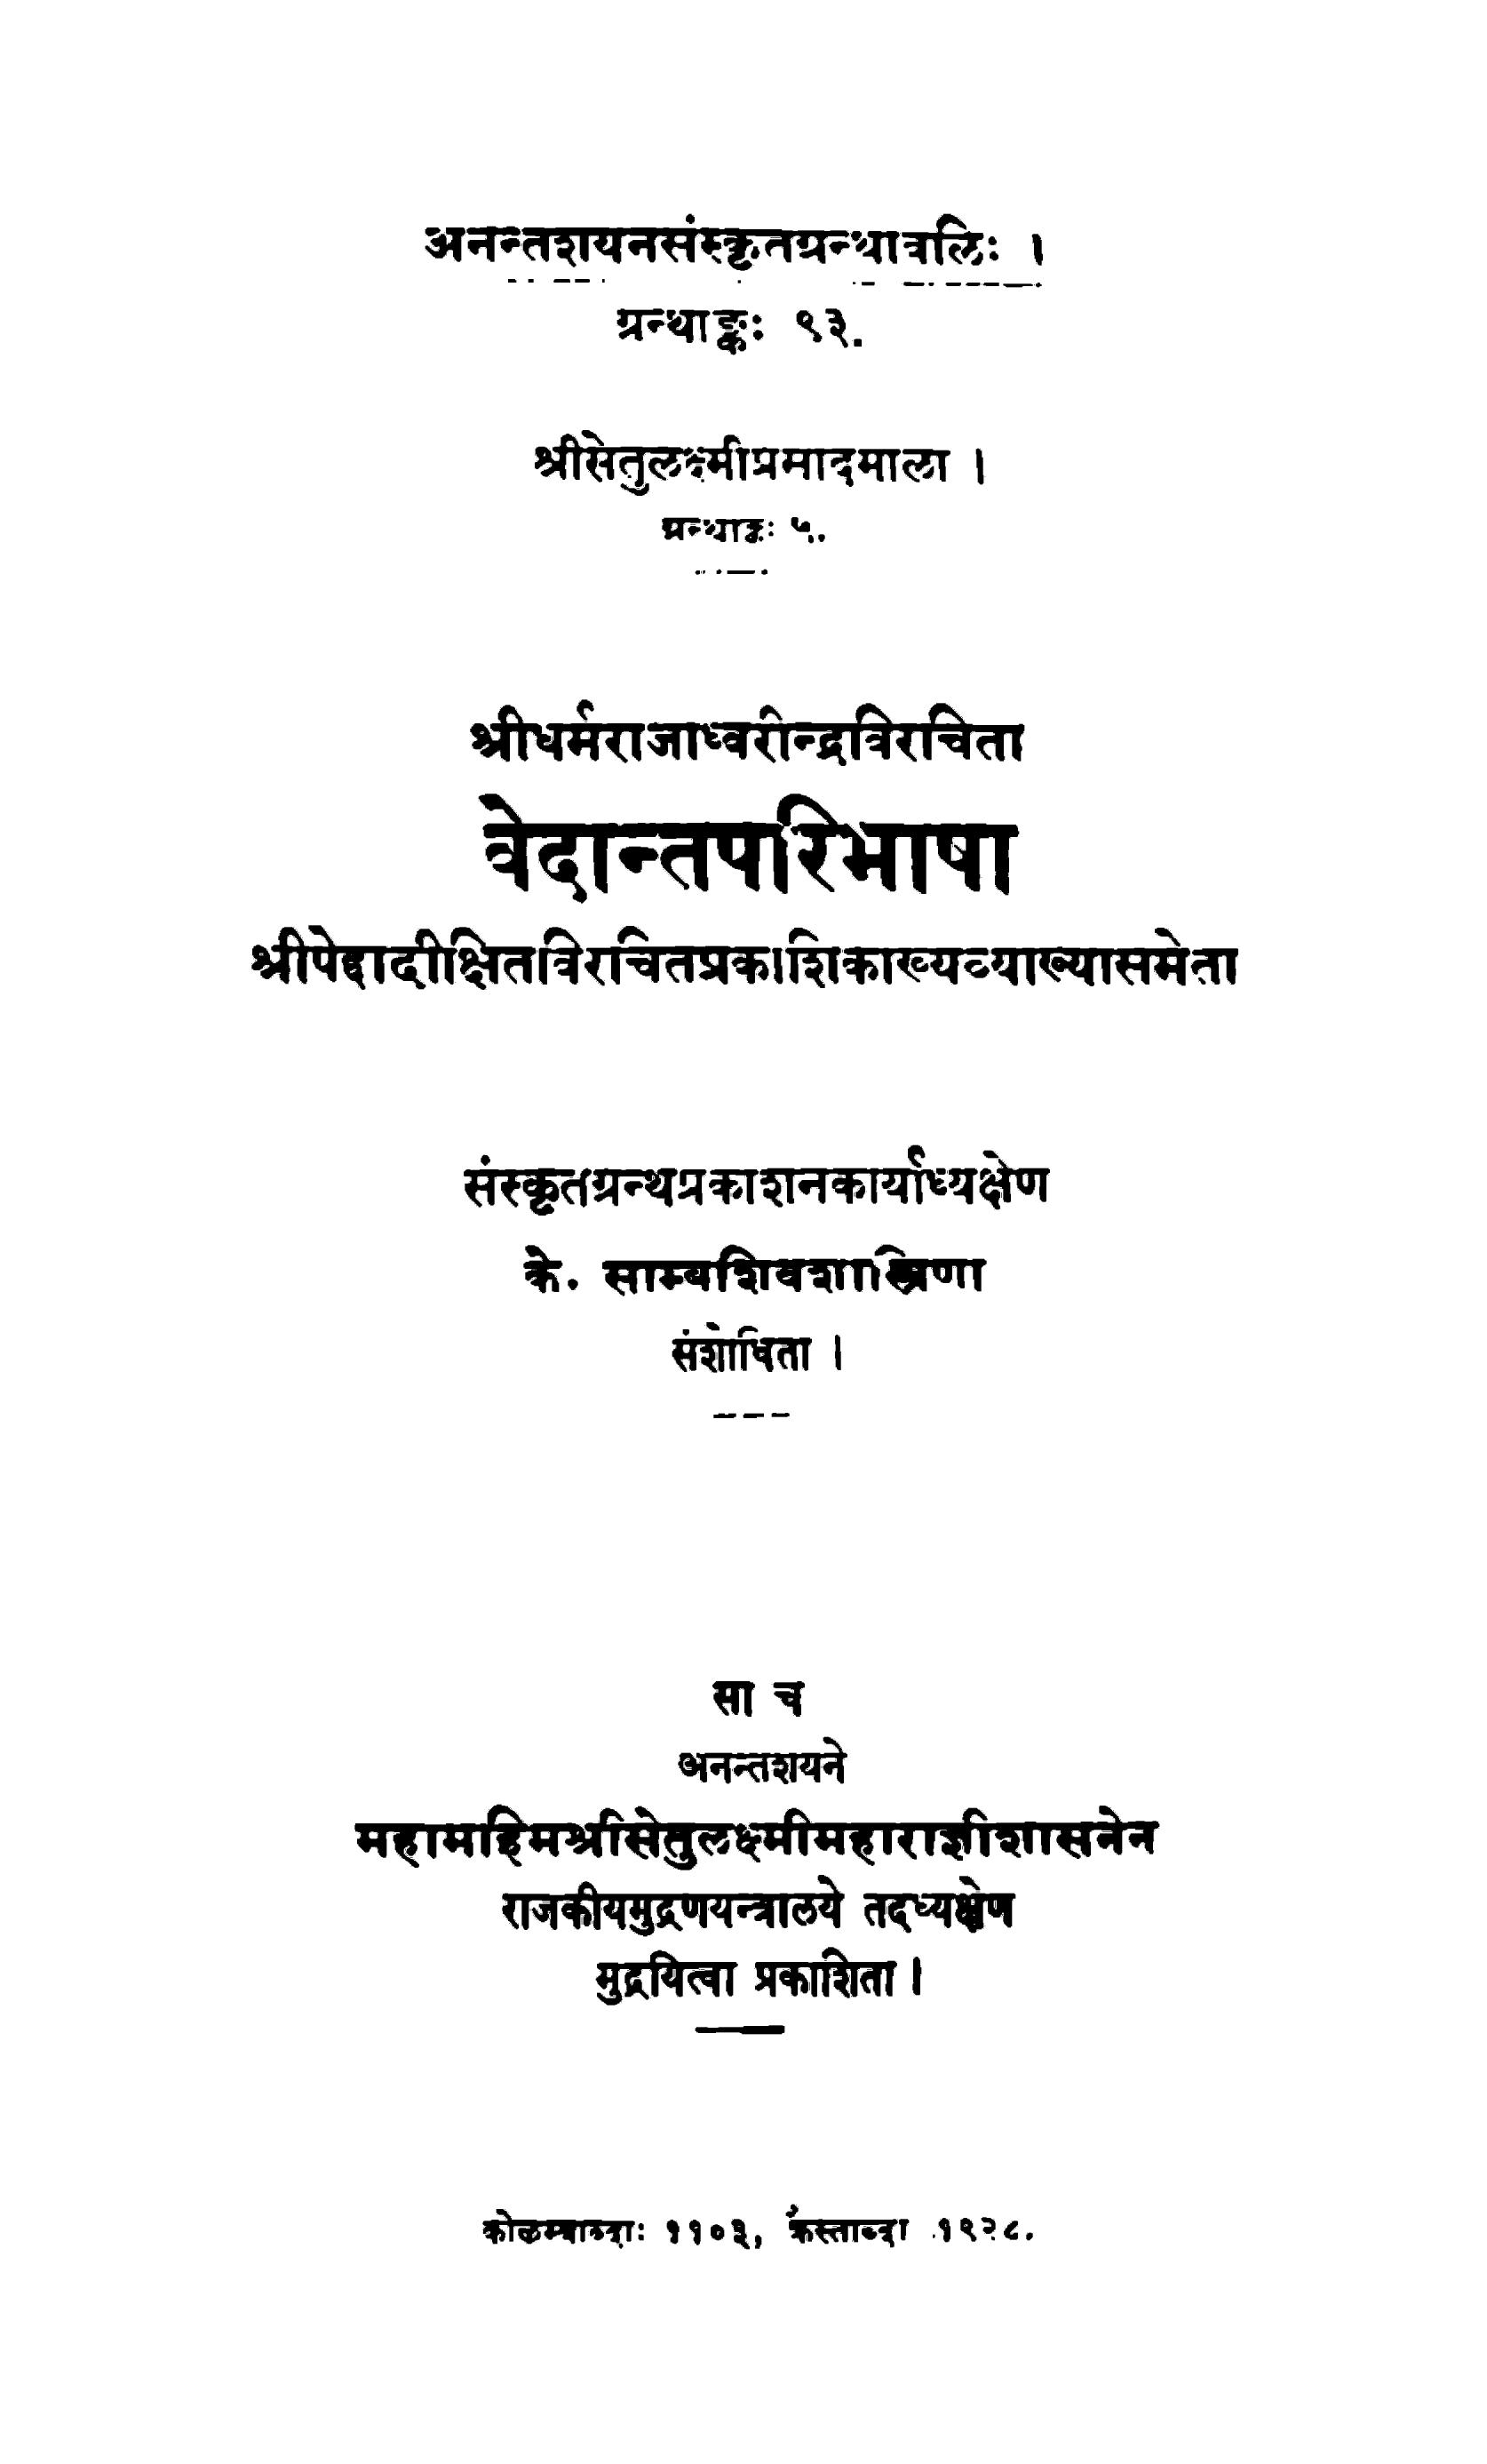 अनन्तशयनसंस्कृतग्रन्थावलिः ।
ग्रन्थाङ्कः ९३.
श्रीसेतुलक्ष्मीप्रसादमाला ।
ग्रन्थाङ्कः ५.
श्रीधर्मराजाध्वरीन्द्रविरचिता
वेदान्तपरिभाषा
श्रीपेद्दादीक्षितविरचितप्रकाशिकाख्यव्याख्यासमेता
संस्कृतग्रन्थप्रकाशनकार्याध्यक्षेण
के. साम्बशिवशास्त्रिणा
संशोधिता ।
सा च
अनन्तशयने
महामहिमश्रीसेतुलक्ष्मीमहाराज्ञीशासनेन
राजकीयमुद्रणयन्त्रालये तदध्यक्षेण
मुद्रयित्वा प्रकाशिता ।
कोलम्बाब्दाः ११०३, क्रैस्ताब्दा १९२८.